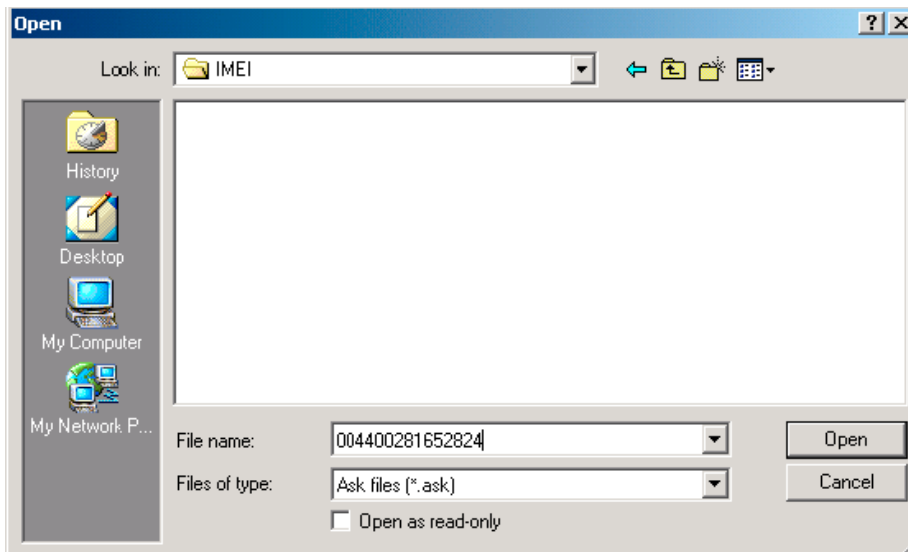 Open
Look in: IMEI
History
Desktop
My Computer
My Network P...
File name: 004400281652824 Open
Files of type: Ask files (*.ask) Cancel
Open as read-only